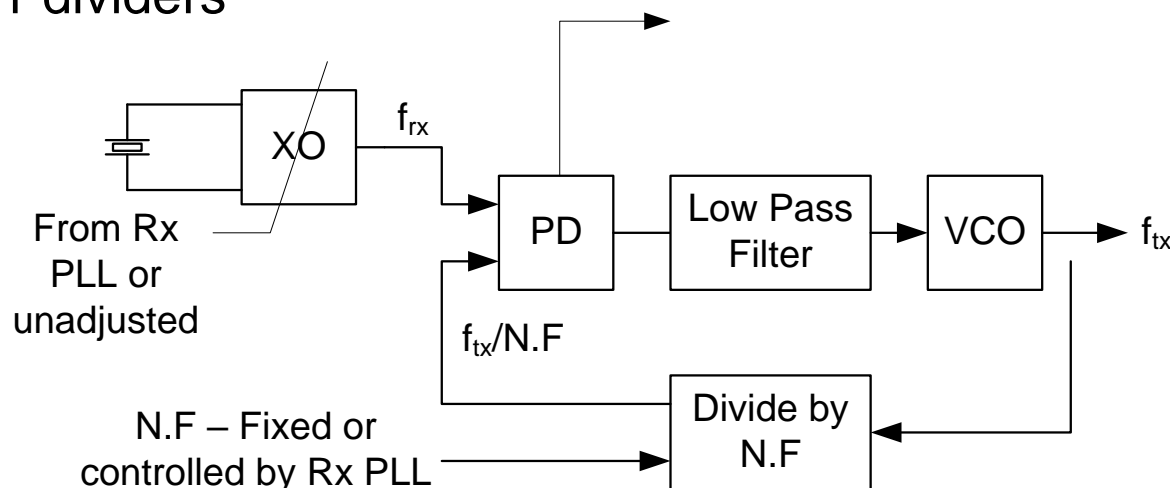 dividers
XO
f_rx
From Rx
PLL or
unadjusted
PD
Low Pass
Filter
VCO
f_tx
f_tx/N.F
Divide by
N.F
N.F – Fixed or
controlled by Rx PLL